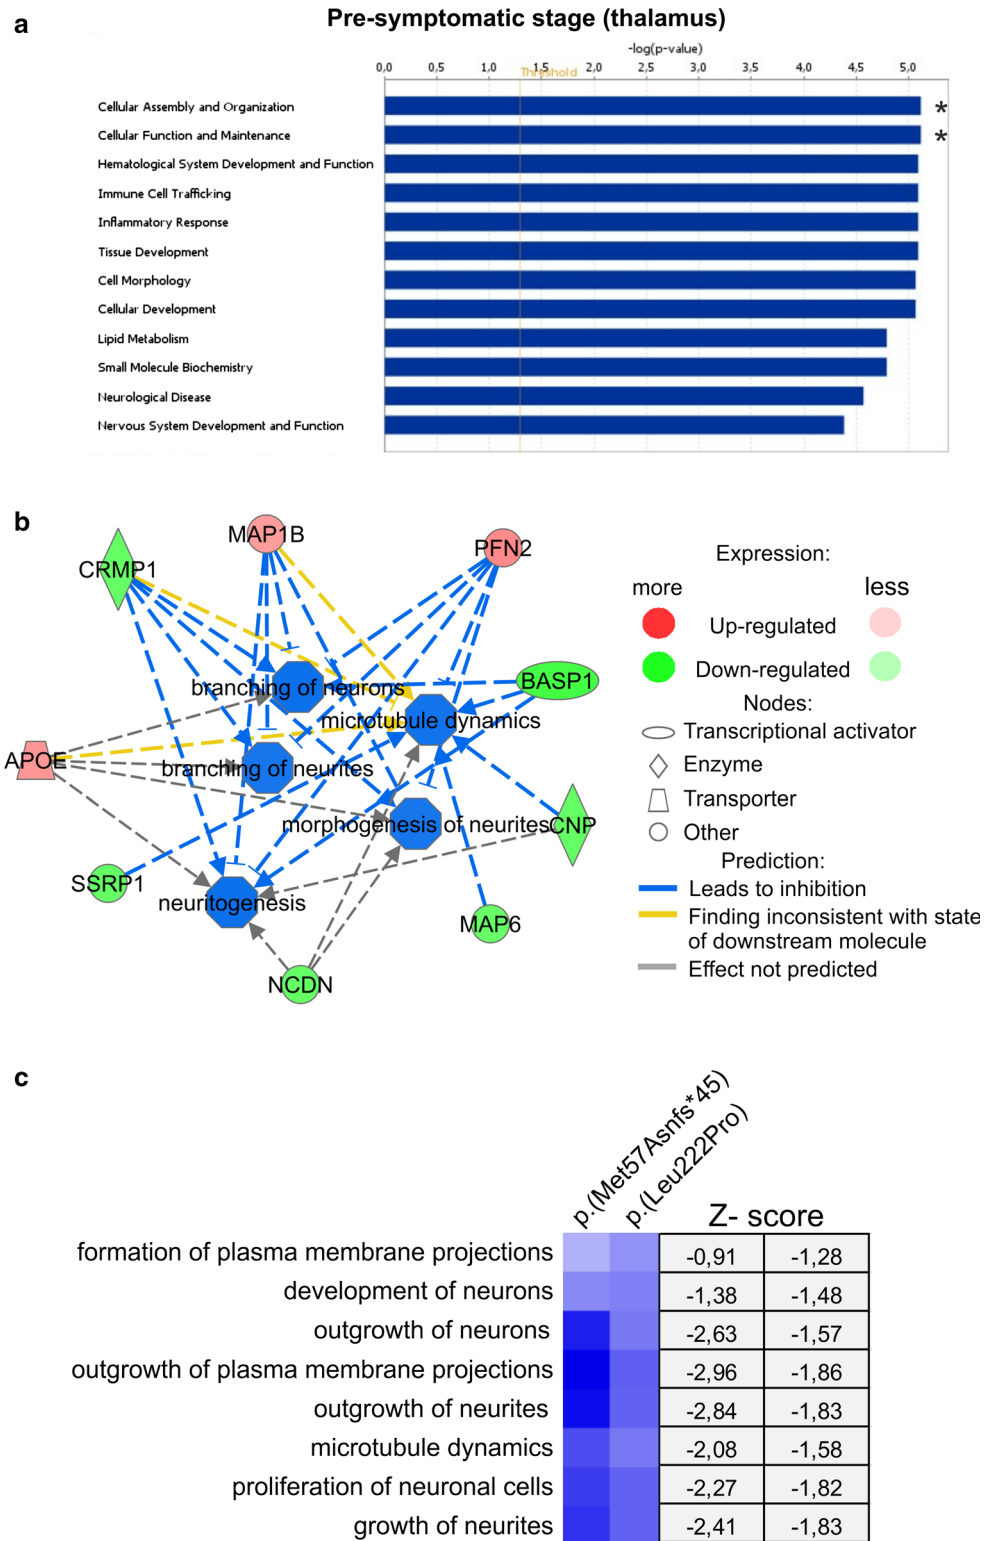 a
Pre-symptomatic stage (thalamus)
-log(p-value)
0,0 0,5 1,0 1,5 2,0 2,5 3,0 3,5 4,0 4,5 5,0
Threshold
Cellular Assembly and Organization *
Cellular Function and Maintenance *
Hematological System Development and Function
Immune Cell Trafficking
Inflammatory Response
Tissue Development
Cell Morphology
Cellular Development
Lipid Metabolism
Small Molecule Biochemistry
Neurological Disease
Nervous System Development and Function
b
MAP1B
PFN2
CRMP1
BASP1
branching of neurons
microtubule dynamics
APOE
branching of neurites
morphogenesis of neurites
CNP
SSRP1
neuritogenesis
MAP6
NCDN
Expression:
more less
Up-regulated
Down-regulated
Nodes:
Transcriptional activator
Enzyme
Transporter
Other
Prediction:
Leads to inhibition
Finding inconsistent with state
of downstream molecule
Effect not predicted
c
p.(Met57Asnfs*45)
p.(Leu222Pro)
Z- score
formation of plasma membrane projections -0,91 -1,28
development of neurons -1,38 -1,48
outgrowth of neurons -2,63 -1,57
outgrowth of plasma membrane projections -2,96 -1,86
outgrowth of neurites -2,84 -1,83
microtubule dynamics -2,08 -1,58
proliferation of neuronal cells -2,27 -1,82
growth of neurites -2,41 -1,83